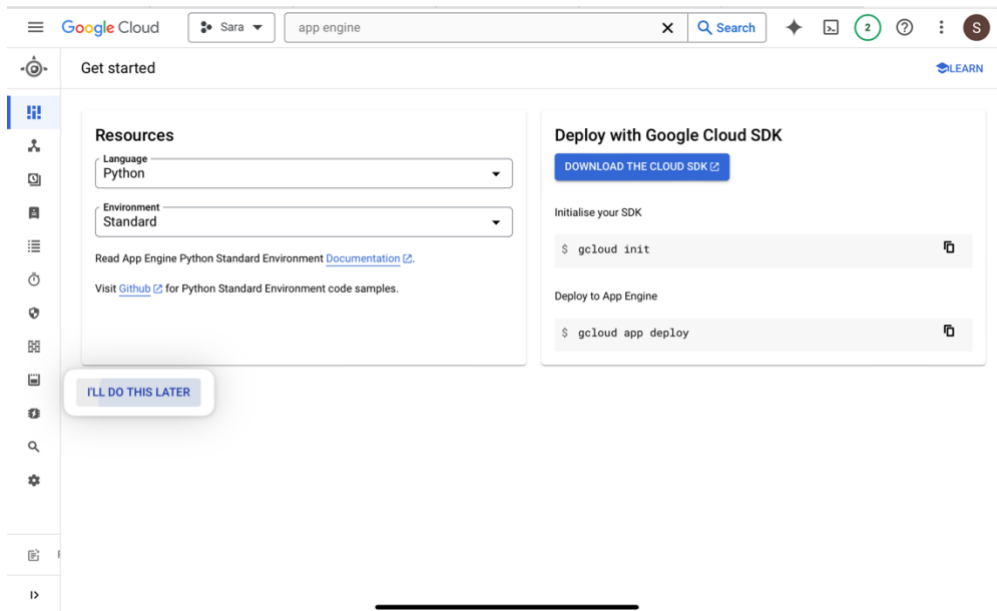 Google Cloud
Sara
app engine
Search
2
S
Get started
LEARN
Resources
Language
Python
Environment
Standard
Read App Engine Python Standard Environment Documentation.
Visit Github for Python Standard Environment code samples.
Deploy with Google Cloud SDK
DOWNLOAD THE CLOUD SDK
Initialise your SDK
$ gcloud init
Deploy to App Engine
$ gcloud app deploy
I'LL DO THIS LATER